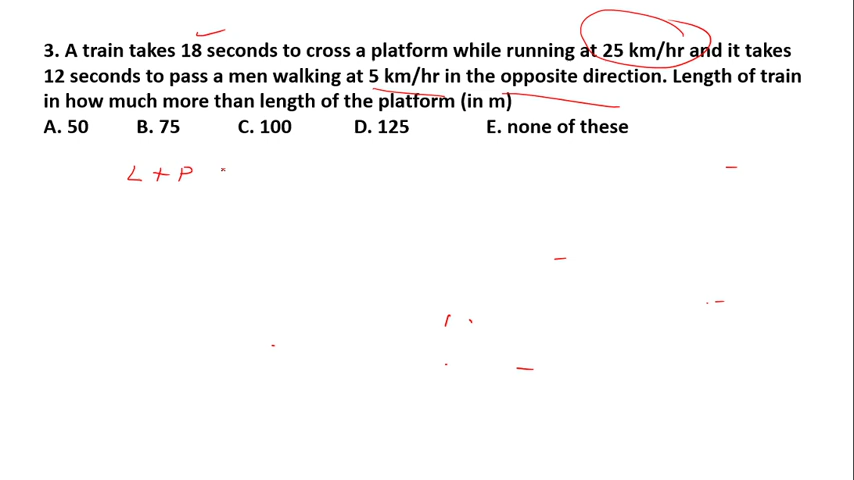 3. A train takes 18 seconds to cross a platform while running at 25 km/hr and it takes
12 seconds to pass a men walking at 5 km/hr in the opposite direction. Length of train
in how much more than length of the platform (in m)
A. 50 B. 75 C. 100 D. 125 E. none of these
L + P